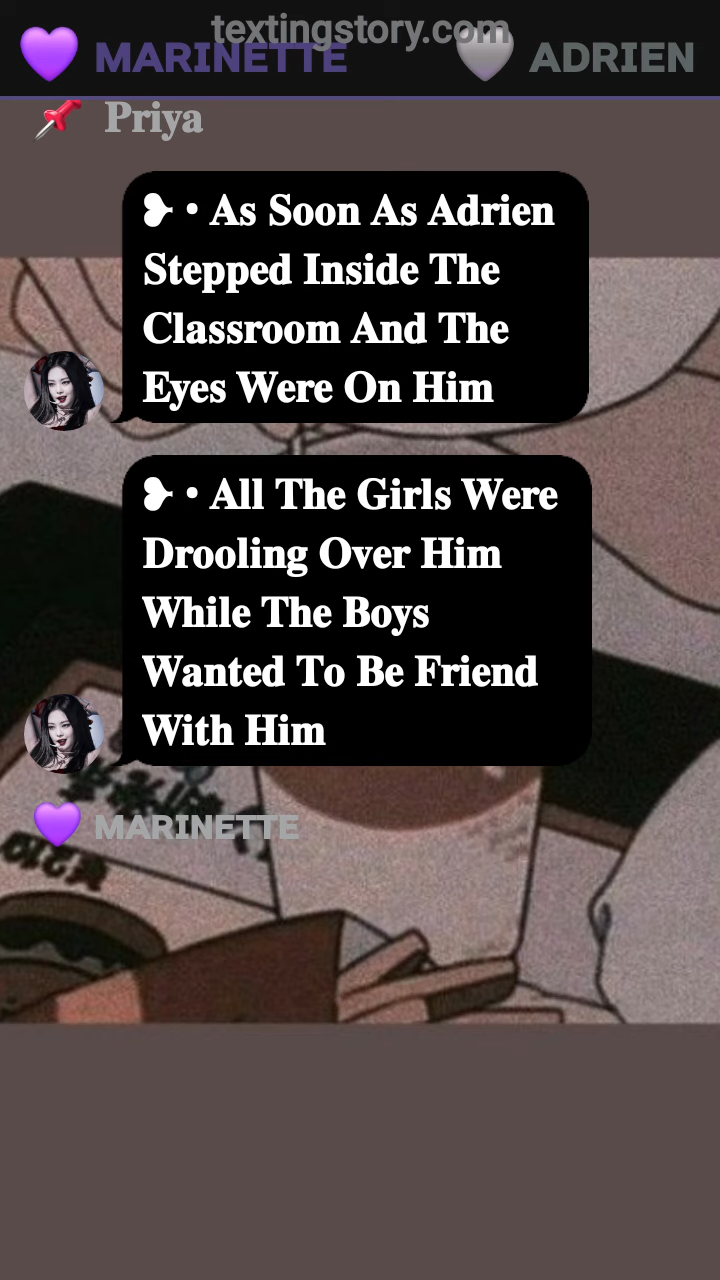 textingstory.com
💜 MARINETTE
🩶 ADRIEN
📌 Priya
❥ • As Soon As Adrien
Stepped Inside The
Classroom And The
Eyes Were On Him
❥ • All The Girls Were
Drooling Over Him
While The Boys
Wanted To Be Friend
With Him
💜 MARINETTE